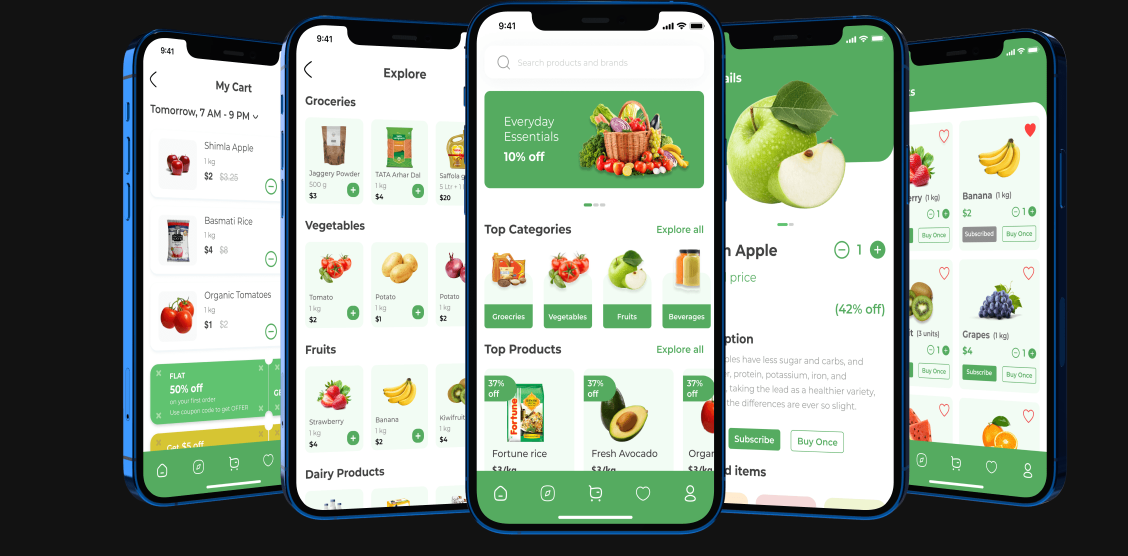 9:41
My Cart
Tomorrow, 7 AM - 9 PM
Shimla Apple
1 kg
$2 $3.25
Basmati Rice
1 kg
$4 $8
Organic Tomatoes
1 kg
$1 $2
FLAT
50% off
on your first order
Use coupon code to get OFFER
Get $5 off
9:41
Explore
Groceries
Jaggery Powder
500 g
$3
TATA Arhar Dal
1 kg
$4
Saffola g
5 Ltl + 1
$20
Vegetables
Tomato
1 kg
$2
Potato
1 kg
$1
Potato
1 kg
$2
Fruits
Strawberry
1 kg
$4
Banana
1 kg
$2
Kiwifruit
1 kg
$4
Dairy Products
9:41
Search products and brands
Everyday
Essentials
10% off
Top Categories Explore all
Groecries Vegetables Fruits Beverages
Top Products Explore all
37%
off
Fortune
Fortune rice
$3/kg
37%
off
Fresh Avocado
$3/kg
37%
off
Organ
$3/kg
ails
n Apple
1
price
(42% off)
ption
ples have less sugar and carbs, and
r, protein, potassium, iron, and
, taking the lead as a healthier variety,
the differences are ever so slight.
Subscribe Buy Once
d items
ts
erry (1 kg)
1
Buy Once
Banana (1 kg)
$2 1
Subscribed Buy Once
t (3 units)
1
Buy Once
Grapes (1 kg)
$4 1
Subscribe Buy Once